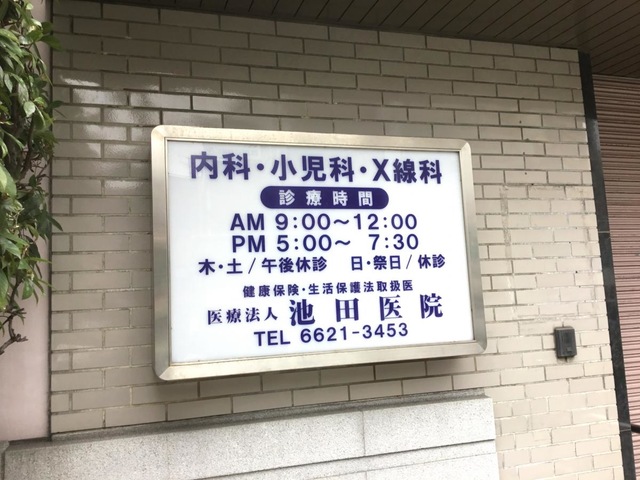 内科・小児科・X線科
診療時間
AM 9:00〜12:00
PM 5:00〜 7:30
木・土/午後休診 日・祭日/休診
健康保険・生活保護法取扱医
医療法人 池田医院
TEL 6621-3453